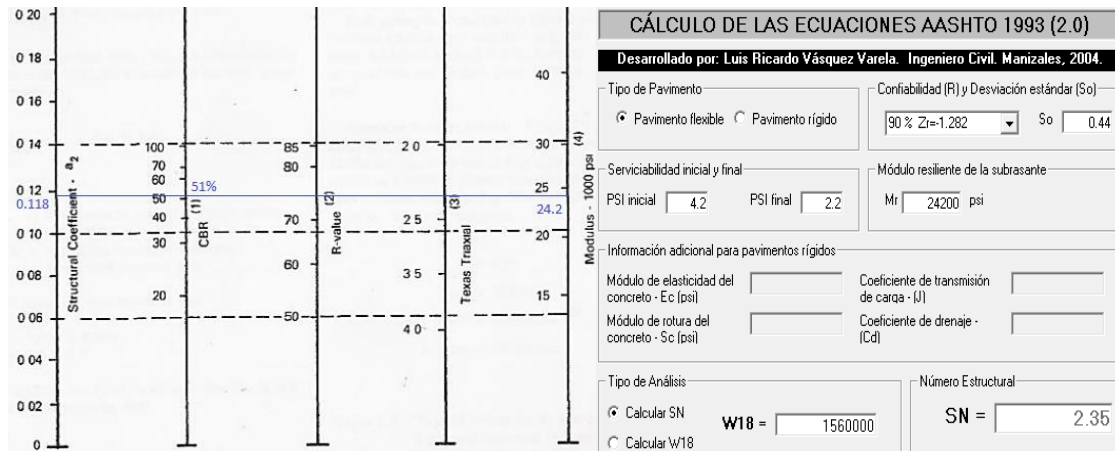 0 20
0 18
0 16
0 14
0 12
0.118
0 10
0 08
0 06
0 04
0 02
0
Structural Coefficient - a2
100
70
60
50
40
30
20
51%
(1)
CBR
85
80
70
60
50
(2)
R-value
2 0
2.5
3 5
4 0
(3)
Texas Triaxial
40
30
25
24.2
20
15
(4)
Modulus - 1000 psi
CÁLCULO DE LAS ECUACIONES AASHTO 1993 (2.0)
Desarrollado por: Luis Ricardo Vásquez Varela. Ingeniero Civil. Manizales, 2004.
Tipo de Pavimento
Pavimento flexible Pavimento rígido
Confiabilidad (R) y Desviación estándar (So)
90 % Zr=-1.282 So 0.44
Serviciabilidad inicial y final
PSI inicial 4.2 PSI final 2.2
Módulo resiliente de la subrasante
Mr 24200 psi
Información adicional para pavimentos rígidos
Módulo de elasticidad del
concreto - Ec (psi)
Coeficiente de transmisión
de carga - (J)
Módulo de rotura del
concreto - Sc (psi)
Coeficiente de drenaje -
(Cd)
Tipo de Análisis
Calcular SN
Calcular W18
W18 = 1560000
Número Estructural
SN = 2.35